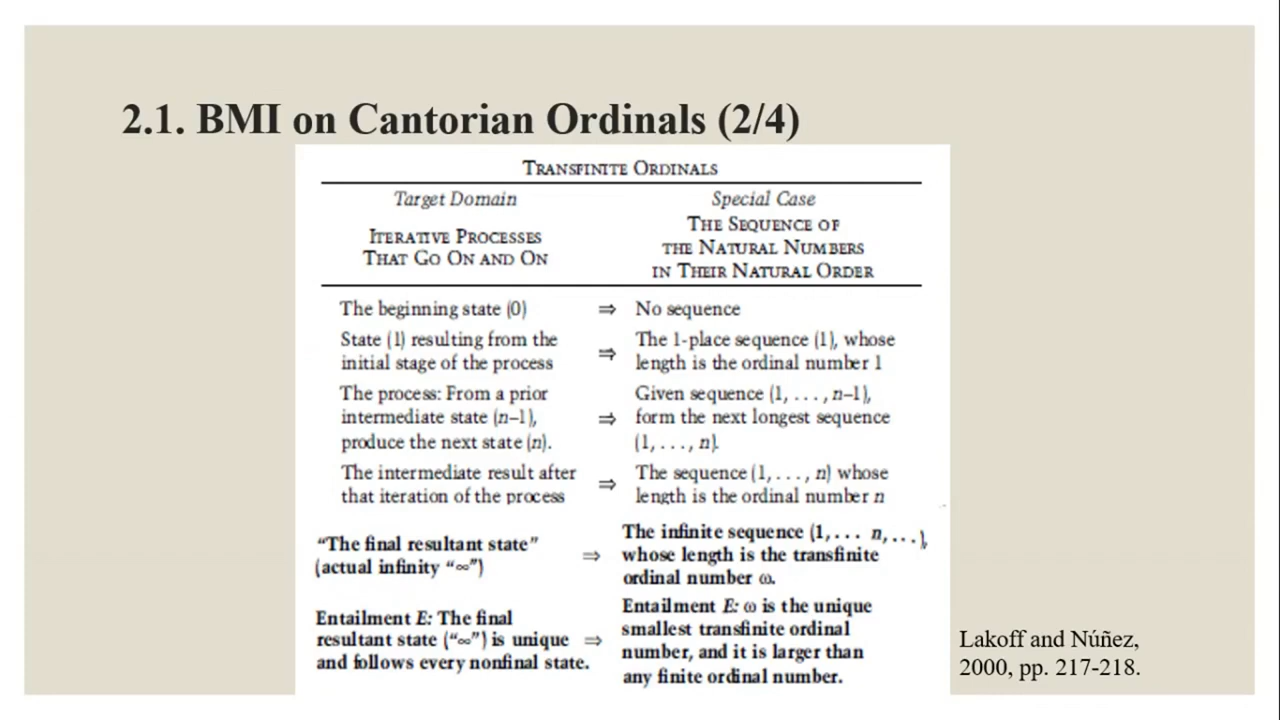 2.1. BMI on Cantorian Ordinals (2/4)
TRANSFINITE ORDINALS
Target Domain
Special Case
ITERATIVE PROCESSES
THAT GO ON AND ON
THE SEQUENCE OF
THE NATURAL NUMBERS
IN THEIR NATURAL ORDER
The beginning state (0)
⇒
No sequence
State (1) resulting from the
initial stage of the process
⇒
The 1-place sequence (1), whose
length is the ordinal number 1
The process: From a prior
intermediate state (n–1),
produce the next state (n).
⇒
Given sequence (1, . . . , n–1),
form the next longest sequence
(1, . . . , n).
The intermediate result after
that iteration of the process
⇒
The sequence (1, . . . , n) whose
length is the ordinal number n
“The final resultant state”
(actual infinity “∞”)
⇒
The infinite sequence (1, . . . n, . . .),
whose length is the transfinite
ordinal number ω.
Entailment E: The final
resultant state (“∞”) is unique
and follows every nonfinal state.
⇒
Entailment E: ω is the unique
smallest transfinite ordinal
number, and it is larger than
any finite ordinal number.
Lakoff and Núñez,
2000, pp. 217-218.